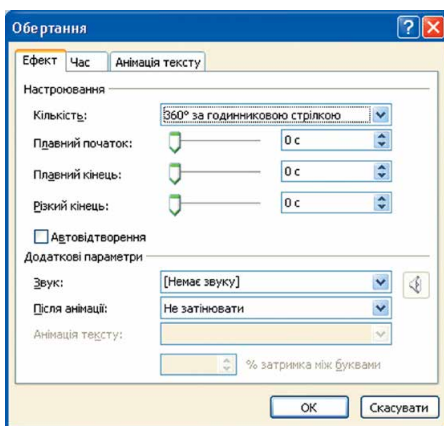 Обертання
Ефект Час Анімація тексту
Настроювання
Кількість: 360° за годинниковою стрілкою
Плавний початок: 0 с
Плавний кінець: 0 с
Різкий кінець: 0 с
Автовідтворення
Додаткові параметри
Звук: [Немає звуку]
Після анімації: Не затінювати
Анімація тексту:
% затримка між буквами
ОК Скасувати